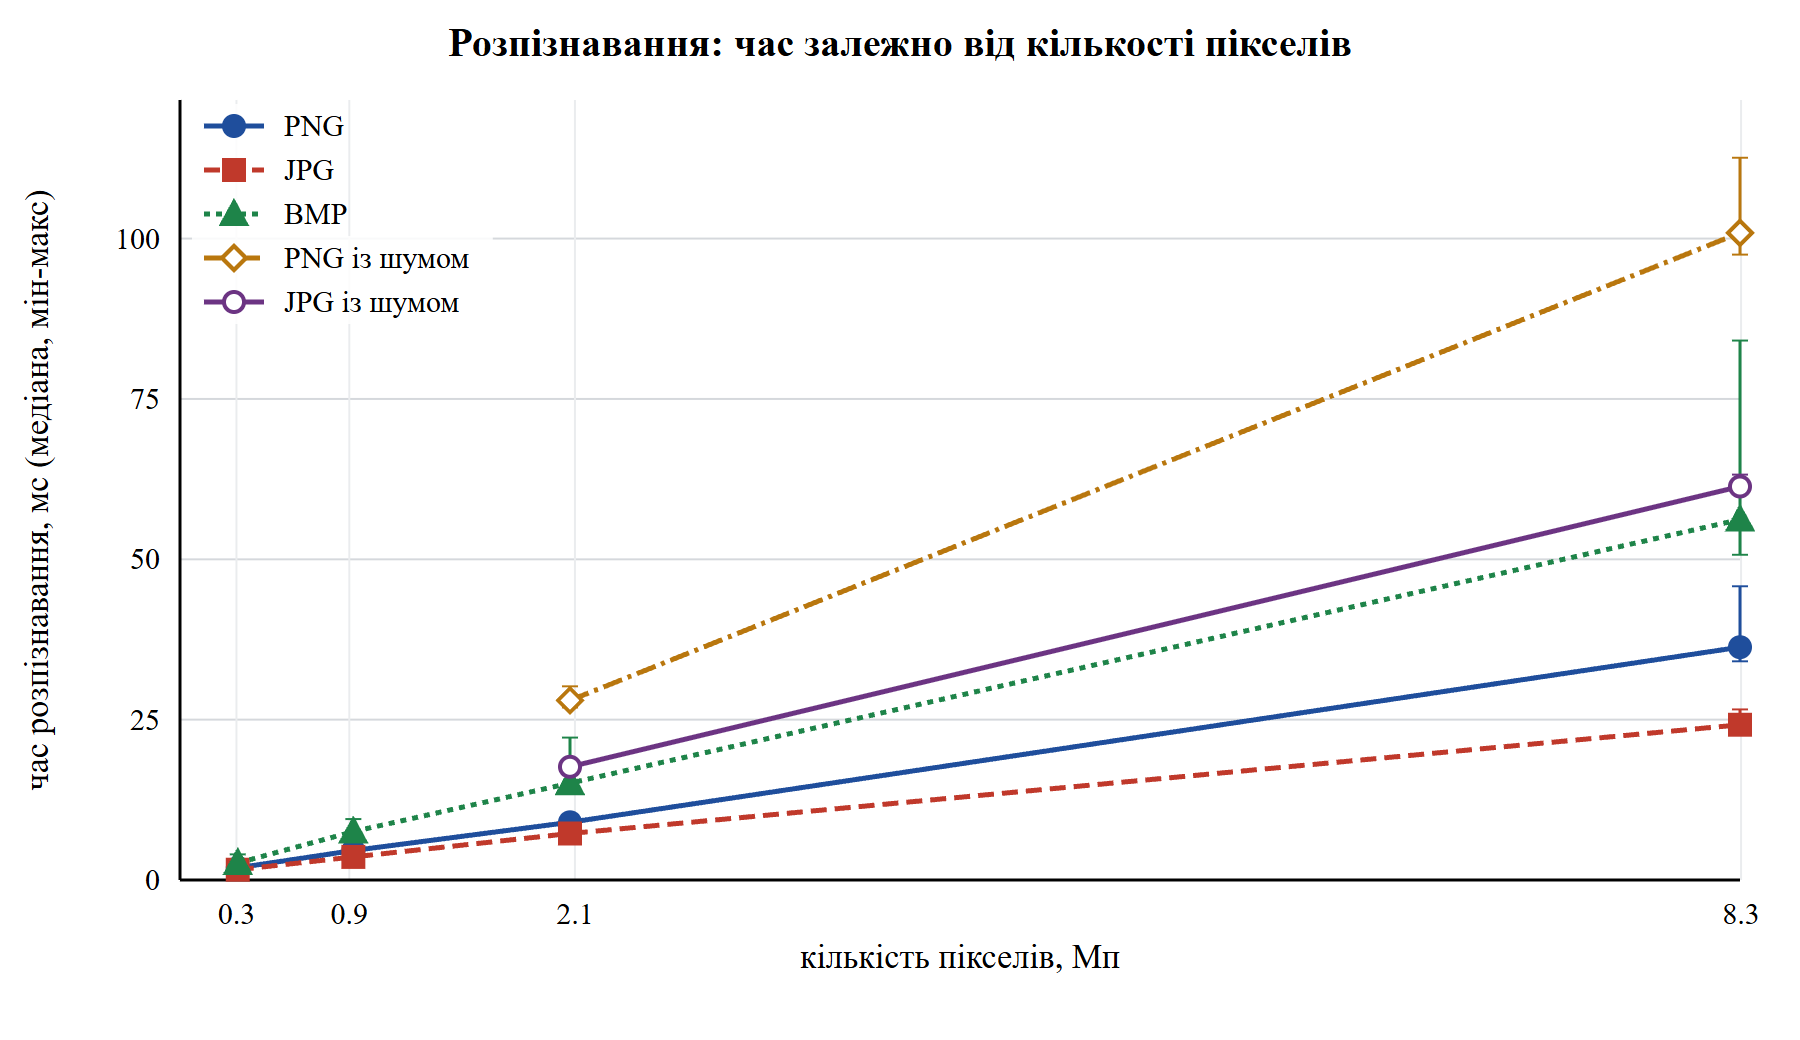 Розпізнавання: час залежно від кількості пікселів
PNG
JPG
BMP
PNG із шумом
JPG із шумом
час розпізнавання, мс (медіана, мін-макс)
100
75
50
25
0
0.3
0.9
2.1
8.3
кількість пікселів, Мп